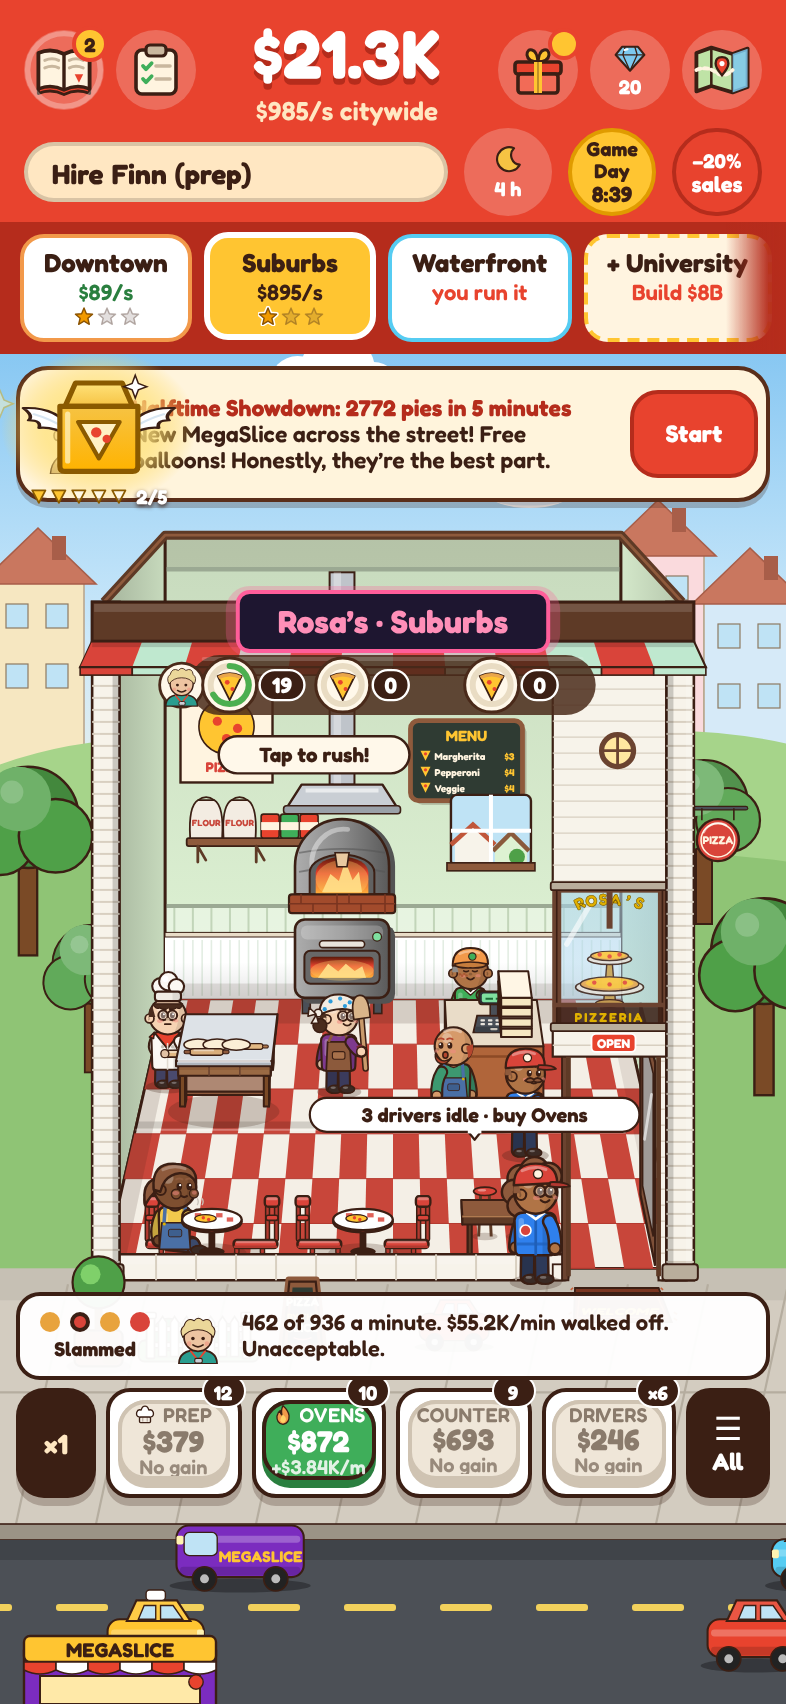 2
$21.3K
$985/s citywide
20
Hire Finn (prep)
4 h
Game
Day
8:39
−20%
sales
Downtown
$89/s
Suburbs
$895/s
Waterfront
you run it
+ University
Build $8B
Showdown: 2772 pies in 5 minutes
MegaSlice across the street! Free
Honestly, they're the best part.
2/5
Start
Rosa's · Suburbs
19
0
0
Tap to rush!
MENU
Margherita $3
Pepperoni $4
Veggie $4
FLOUR FLOUR
PIZZA
ROSA'S
PIZZERIA
OPEN
3 drivers idle · buy Ovens
Slammed
462 of 936 a minute. $55.2K/min walked off.
Unacceptable.
x1
12
PREP
$379
No gain
10
OVENS
$872
+$3.84K/m
9
COUNTER
$693
No gain
x6
DRIVERS
$246
No gain
All
MEGASLICE
MEGASLICE